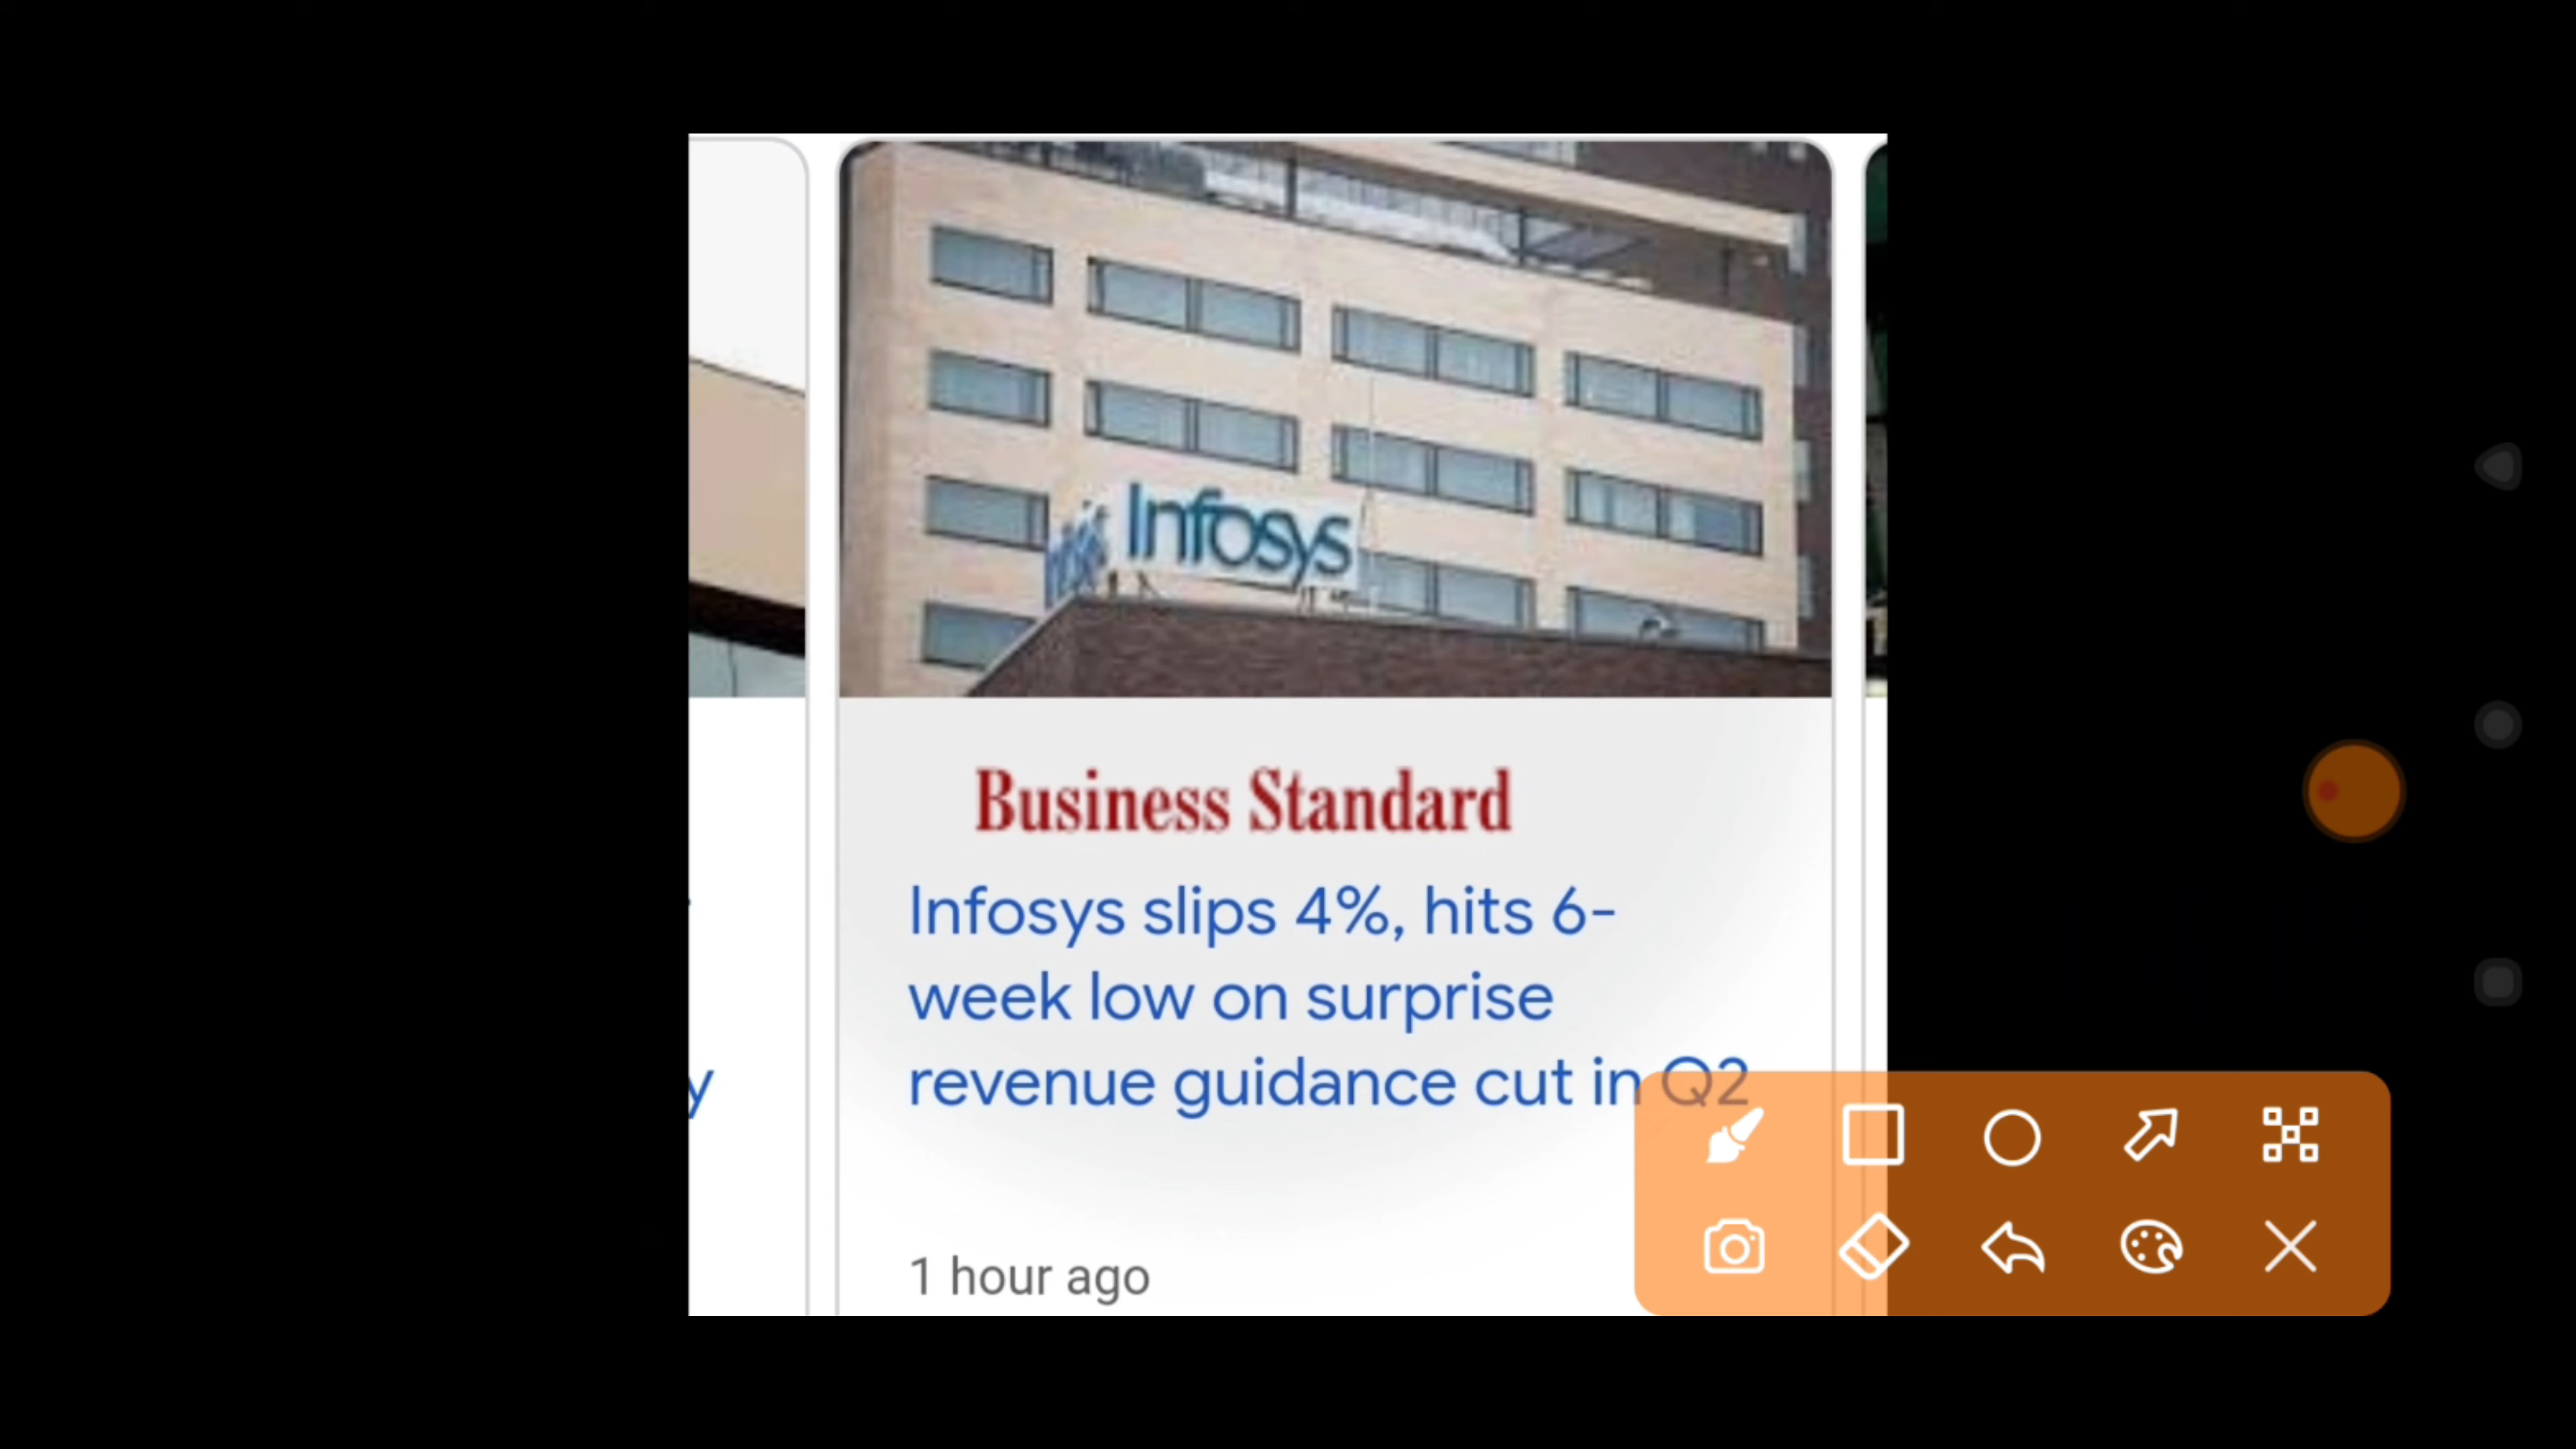 Infosys
Business Standard
Infosys slips 4%, hits 6-
week low on surprise
revenue guidance cut in Q2
y
1 hour ago